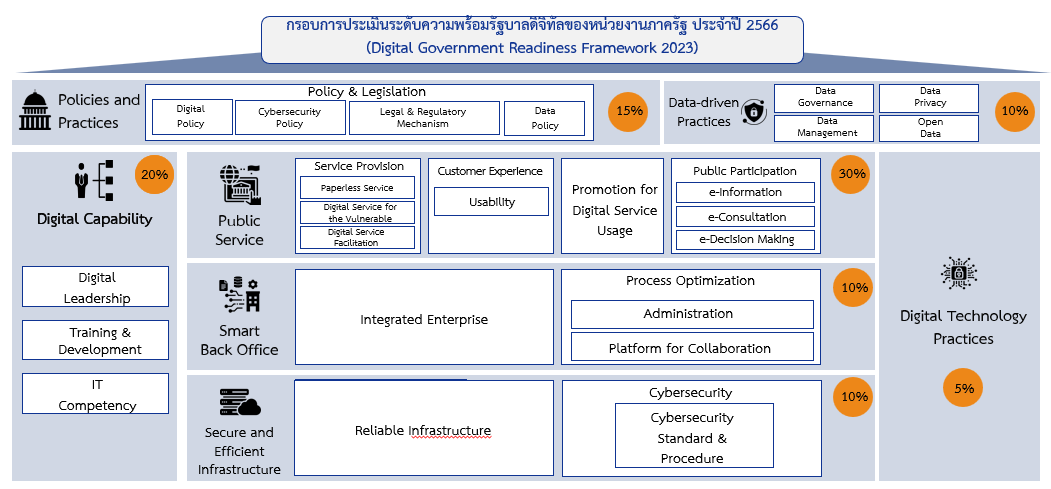 กรอบการประเมินระดับความพร้อมรัฐบาลดิจิทัลของหน่วยงานภาครัฐ ประจำปี 2566
(Digital Government Readiness Framework 2023)
Policies and
Practices
Policy & Legislation
Digital
Policy
Cybersecurity
Policy
Legal & Regulatory
Mechanism
Data
Policy
15%
Data-driven
Practices
Data
Governance
Data
Privacy
Data
Management
Open
Data
10%
20%
Digital Capability
Digital
Leadership
Training &
Development
IT
Competency
Public
Service
Service Provision
Paperless Service
Digital Service for
the Vulnerable
Digital Service
Facilitation
Customer Experience
Usability
Promotion for
Digital Service
Usage
Public Participation
e-Information
e-Consultation
e-Decision Making
30%
Smart
Back Office
Integrated Enterprise
Process Optimization
Administration
Platform for Collaboration
10%
Secure and
Efficient
Infrastructure
Reliable Infrastructure
Cybersecurity
Cybersecurity
Standard &
Procedure
10%
Digital Technology
Practices
5%